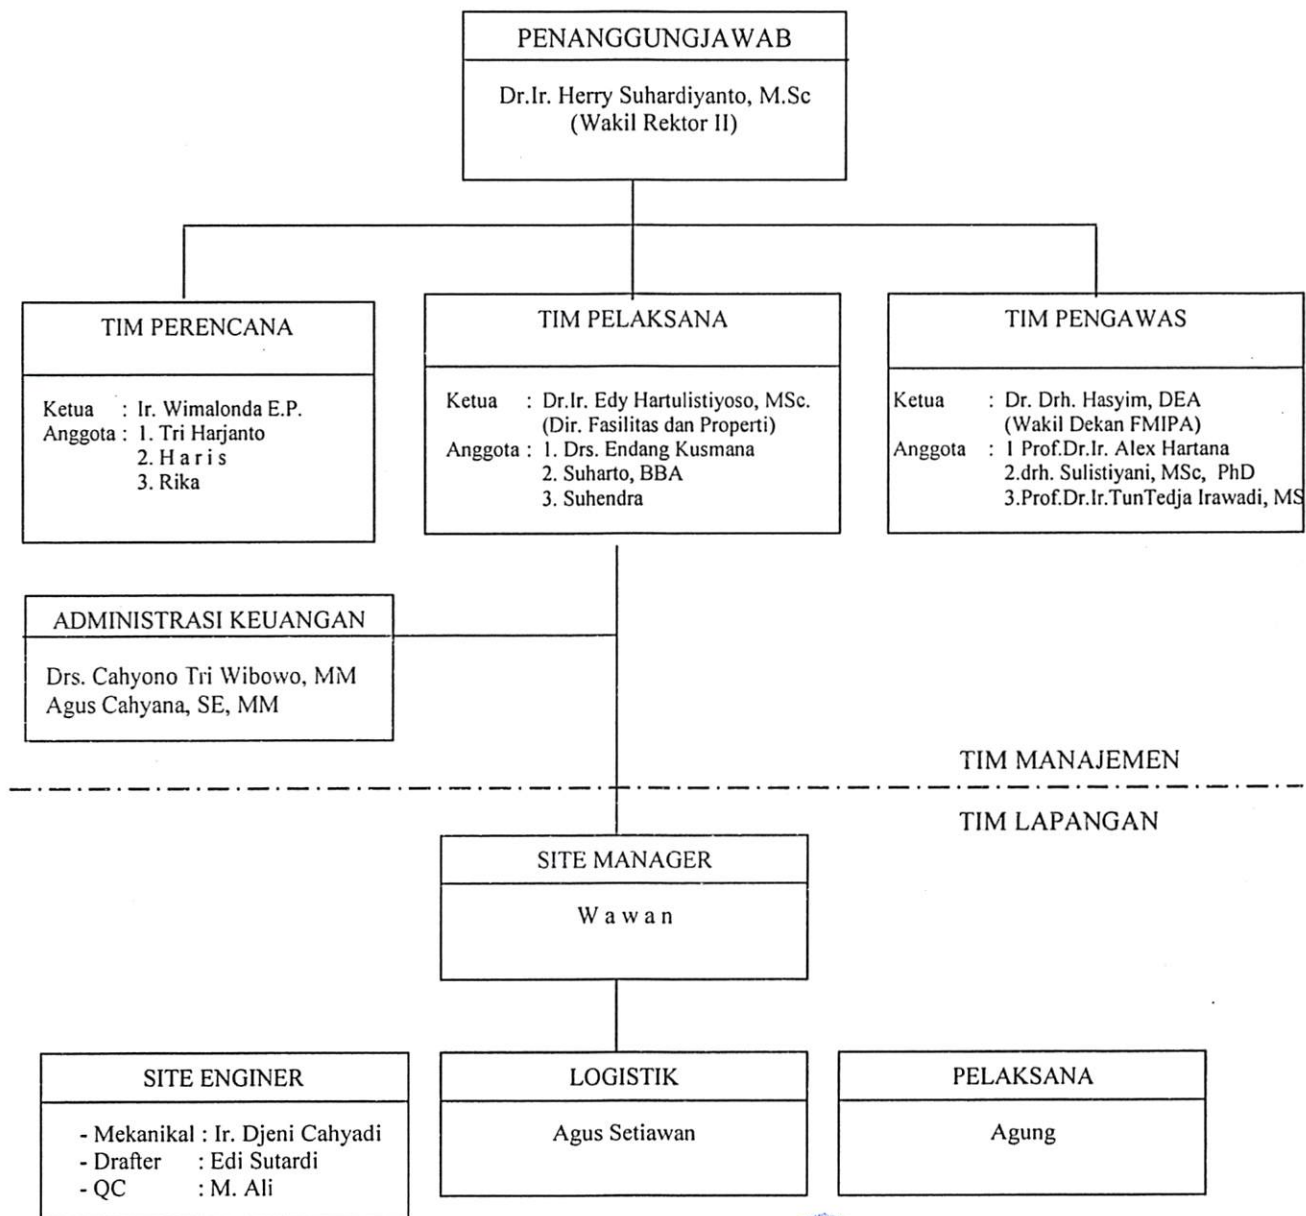 PENANGGUNGJAWAB
Dr.Ir. Herry Suhardiyanto, M.Sc
(Wakil Rektor II)
TIM PERENCANA
Ketua : Ir. Wimalonda E.P.
Anggota : 1. Tri Harjanto
2. H a r i s
3. Rika
TIM PELAKSANA
Ketua : Dr.Ir. Edy Hartulistiyoso, MSc.
(Dir. Fasilitas dan Properti)
Anggota : 1. Drs. Endang Kusmana
2. Suharto, BBA
3. Suhendra
TIM PENGAWAS
Ketua : Dr. Drh. Hasyim, DEA
(Wakil Dekan FMIPA)
Anggota : 1 Prof.Dr.Ir. Alex Hartana
2.drh. Sulistiyani, MSc, PhD
3.Prof.Dr.Ir.TunTedja Irawadi, MS
ADMINISTRASI KEUANGAN
Drs. Cahyono Tri Wibowo, MM
Agus Cahyana, SE, MM
TIM MANAJEMEN
TIM LAPANGAN
SITE MANAGER
W a w a n
SITE ENGINER
- Mekanikal : Ir. Djeni Cahyadi
- Drafter : Edi Sutardi
- QC : M. Ali
LOGISTIK
Agus Setiawan
PELAKSANA
Agung